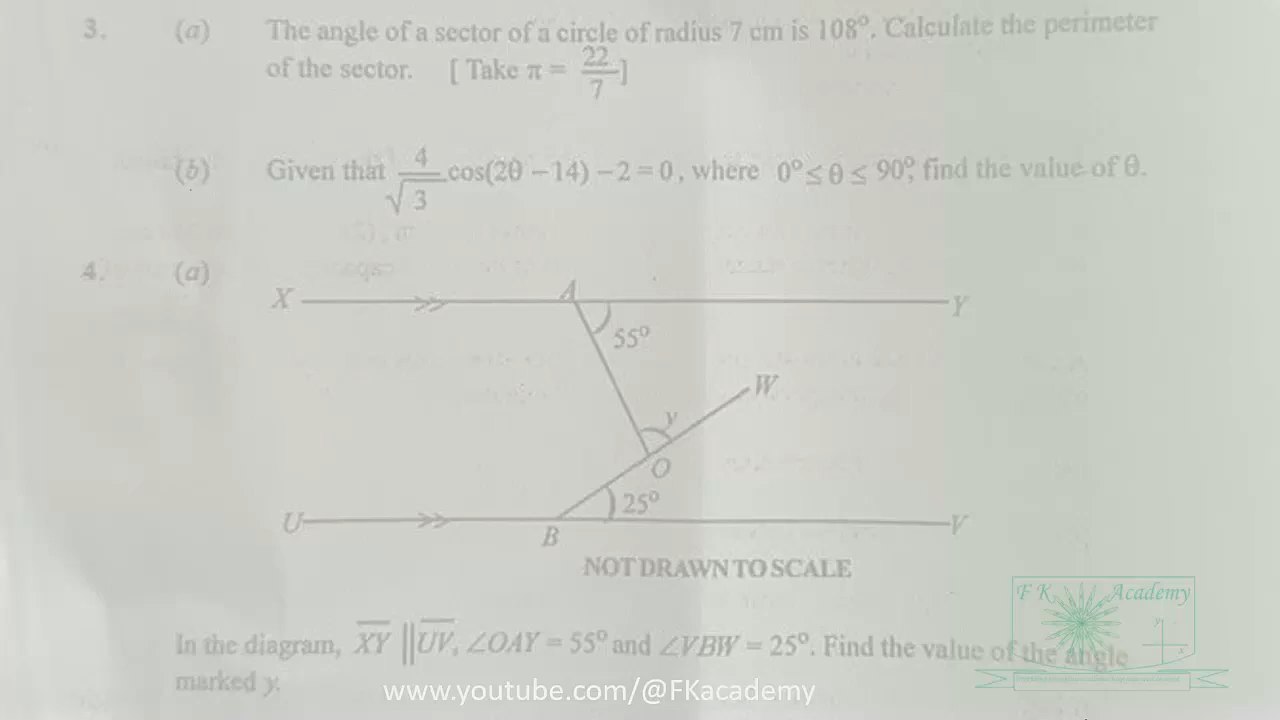 3. (a) The angle of a sector of a circle of radius 7 cm is 108°. Calculate the perimeter
of the sector. [ Take π = 22/7 ]
(b) Given that 4/√3 cos(2θ − 14) − 2 = 0, where 0° ≤ θ ≤ 90°, find the value of θ.
4. (a)
X A Y
55°
W
y
O
25°
U B V
NOT DRAWN TO SCALE
F K Academy
y
x
In the diagram, XY ∥ UV, ∠OAY = 55° and ∠VBW = 25°. Find the value of the angle
marked y.
www.youtube.com/@FKacademy